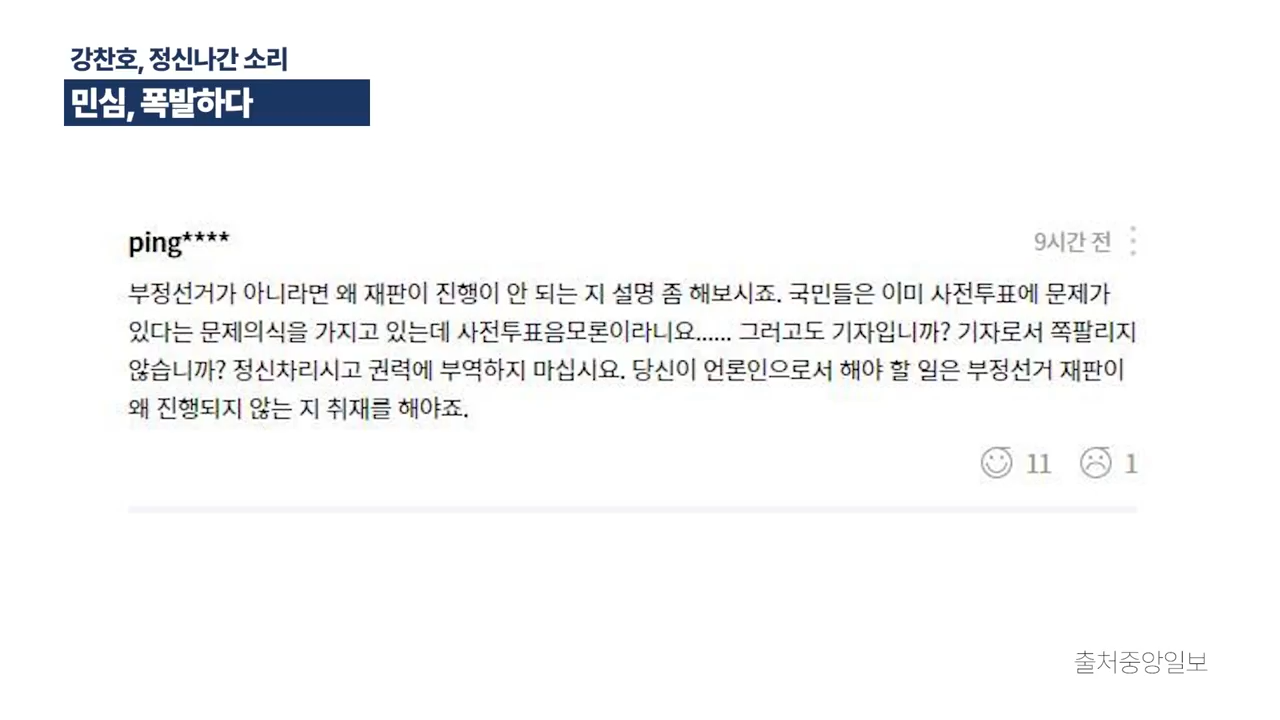 강찬호, 정신나간 소리
민심, 폭발하다
ping****
9시간 전
부정선거가 아니라면 왜 재판이 진행이 안 되는 지 설명 좀 해보시죠. 국민들은 이미 사전투표에 문제가
있다는 문제의식을 가지고 있는데 사전투표음모론이라니요...... 그러고도 기자입니까? 기자로서 쪽팔리지
않습니까? 정신차리시고 권력에 부역하지 마십시요. 당신이 언론인으로서 해야 할 일은 부정선거 재판이
왜 진행되지 않는 지 취재를 해야죠.
11 1
출처중앙일보